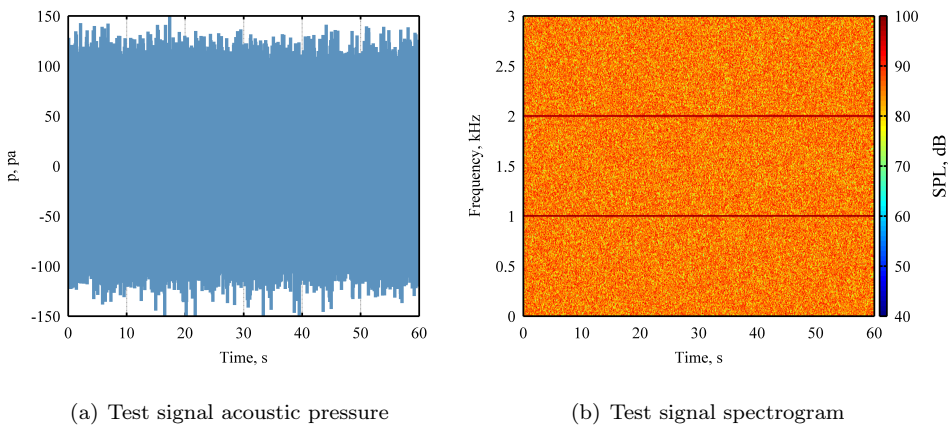 150
100
50
0
-50
-100
-150
p, pa
0 10 20 30 40 50 60
Time, s
3
2.5
2
1.5
1
0.5
0
Frequency, kHz
0 10 20 30 40 50 60
Time, s
100
90
80
70
60
50
40
SPL, dB
(a) Test signal acoustic pressure
(b) Test signal spectrogram